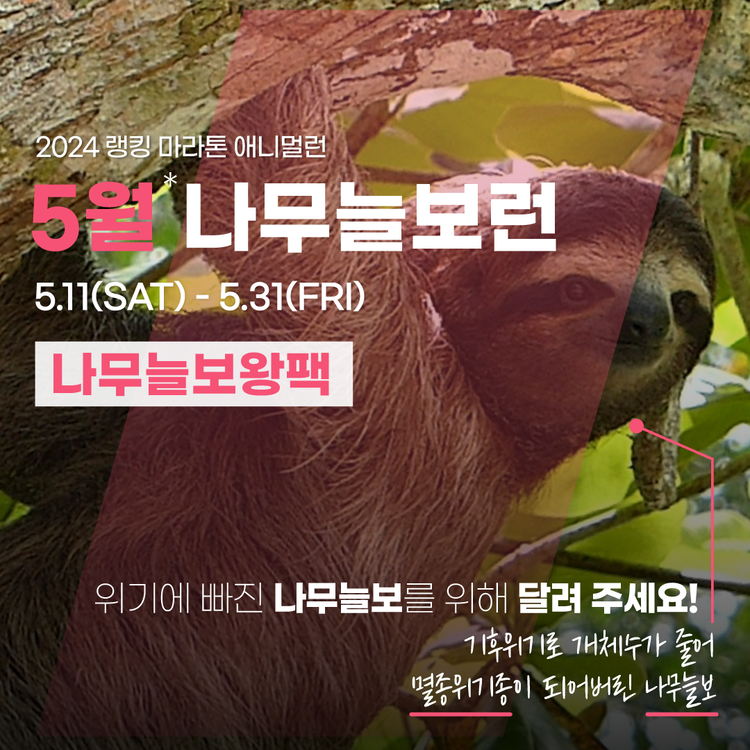 2024 랭킹 마라톤 애니멀런
5월* 나무늘보런
5.11(SAT) - 5.31(FRI)
나무늘보왕팩
위기에 빠진 나무늘보를 위해 달려 주세요!
기후위기로 개체수가 줄어
멸종위기종이 되어버린 나무늘보